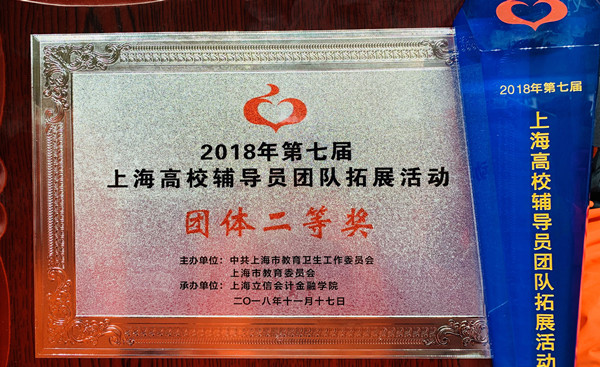 2018年第七届
上海高校辅导员团队拓展活动
团体二等奖
主办单位：中共上海市教育卫生工作委员会
上海市教育委员会
承办单位：上海立信会计金融学院
二〇一八年十一月十七日
2018年第七届
上海高校辅导员团队拓展活动